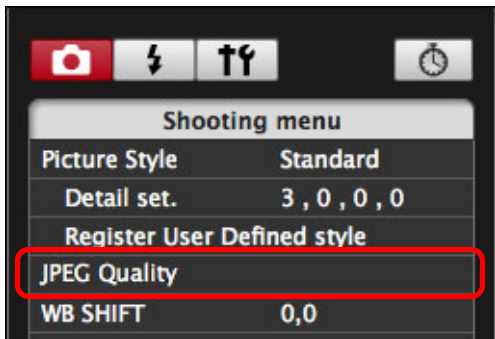 Shooting menu
Picture Style Standard
Detail set. 3 , 0 , 0 , 0
Register User Defined style
JPEG Quality
WB SHIFT 0,0